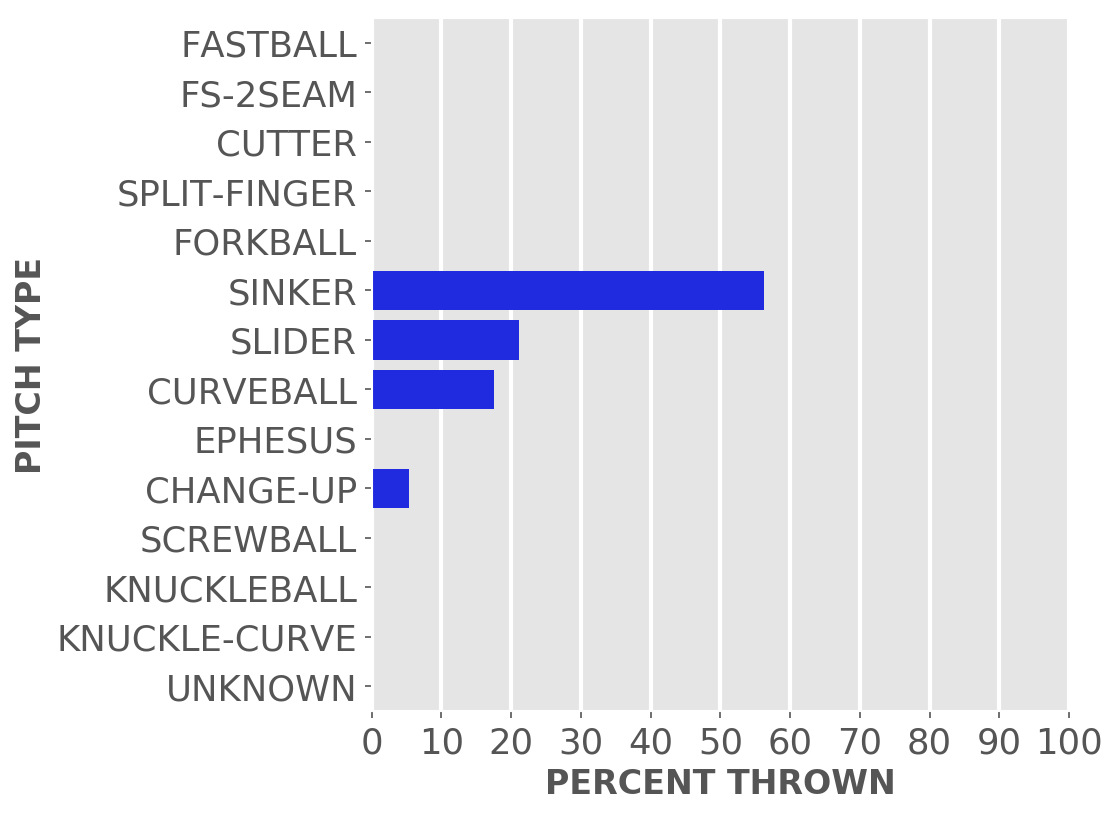 FASTBALL
FS-2SEAM
CUTTER
SPLIT-FINGER
FORKBALL
SINKER
SLIDER
CURVEBALL
EPHESUS
CHANGE-UP
SCREWBALL
KNUCKLEBALL
KNUCKLE-CURVE
UNKNOWN
PITCH TYPE
0 10 20 30 40 50 60 70 80 90 100
PERCENT THROWN